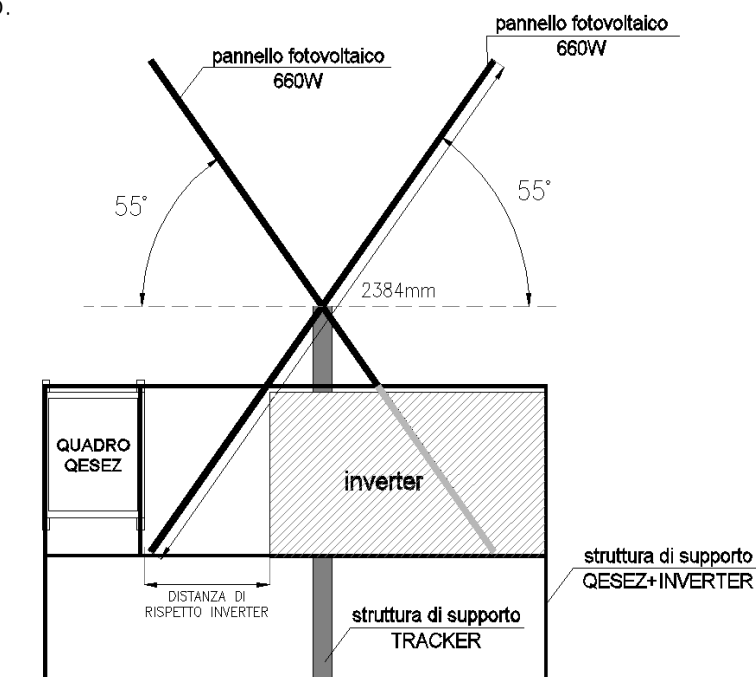 o.
pannello fotovoltaico
660W
pannello fotovoltaico
660W
55°
55°
2384mm
QUADRO
QESEZ
inverter
DISTANZA DI
RISPETTO INVERTER
struttura di supporto
TRACKER
struttura di supporto
QESEZ+INVERTER